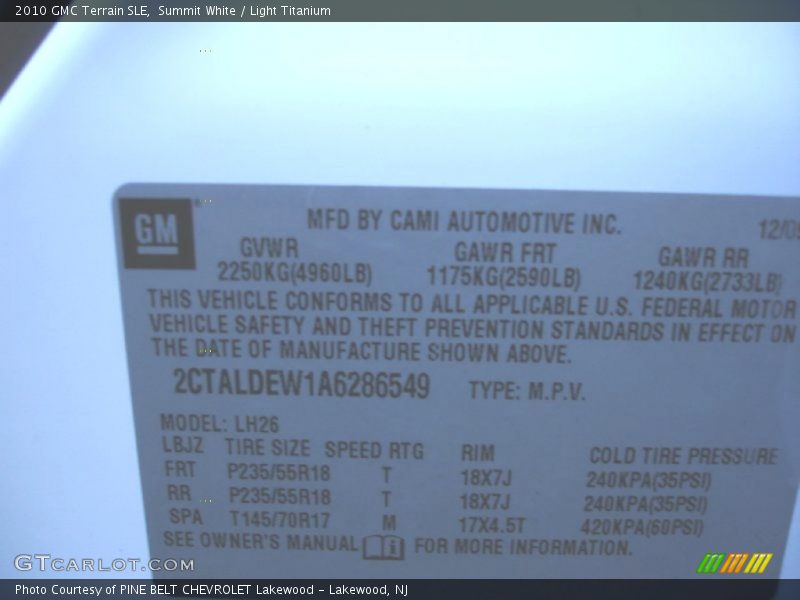 2010 GMC Terrain SLE, Summit White / Light Titanium
GM
MFD BY CAMI AUTOMOTIVE INC. 12/09
GVWR GAWR FRT GAWR RR
2250KG(4960LB) 1175KG(2590LB) 1240KG(2733LB)
THIS VEHICLE CONFORMS TO ALL APPLICABLE U.S. FEDERAL MOTOR
VEHICLE SAFETY AND THEFT PREVENTION STANDARDS IN EFFECT ON
THE DATE OF MANUFACTURE SHOWN ABOVE.
2CTALDEW1A6286549 TYPE: M.P.V.
MODEL: LH26
LBJZ TIRE SIZE SPEED RTG RIM COLD TIRE PRESSURE
FRT P235/55R18 T 18X7J 240KPA(35PSI)
RR P235/55R18 T 18X7J 240KPA(35PSI)
SPA T145/70R17 M 17X4.5T 420KPA(60PSI)
SEE OWNER'S MANUAL i FOR MORE INFORMATION.
GTCARLOT.COM
Photo Courtesy of PINE BELT CHEVROLET Lakewood - Lakewood, NJ